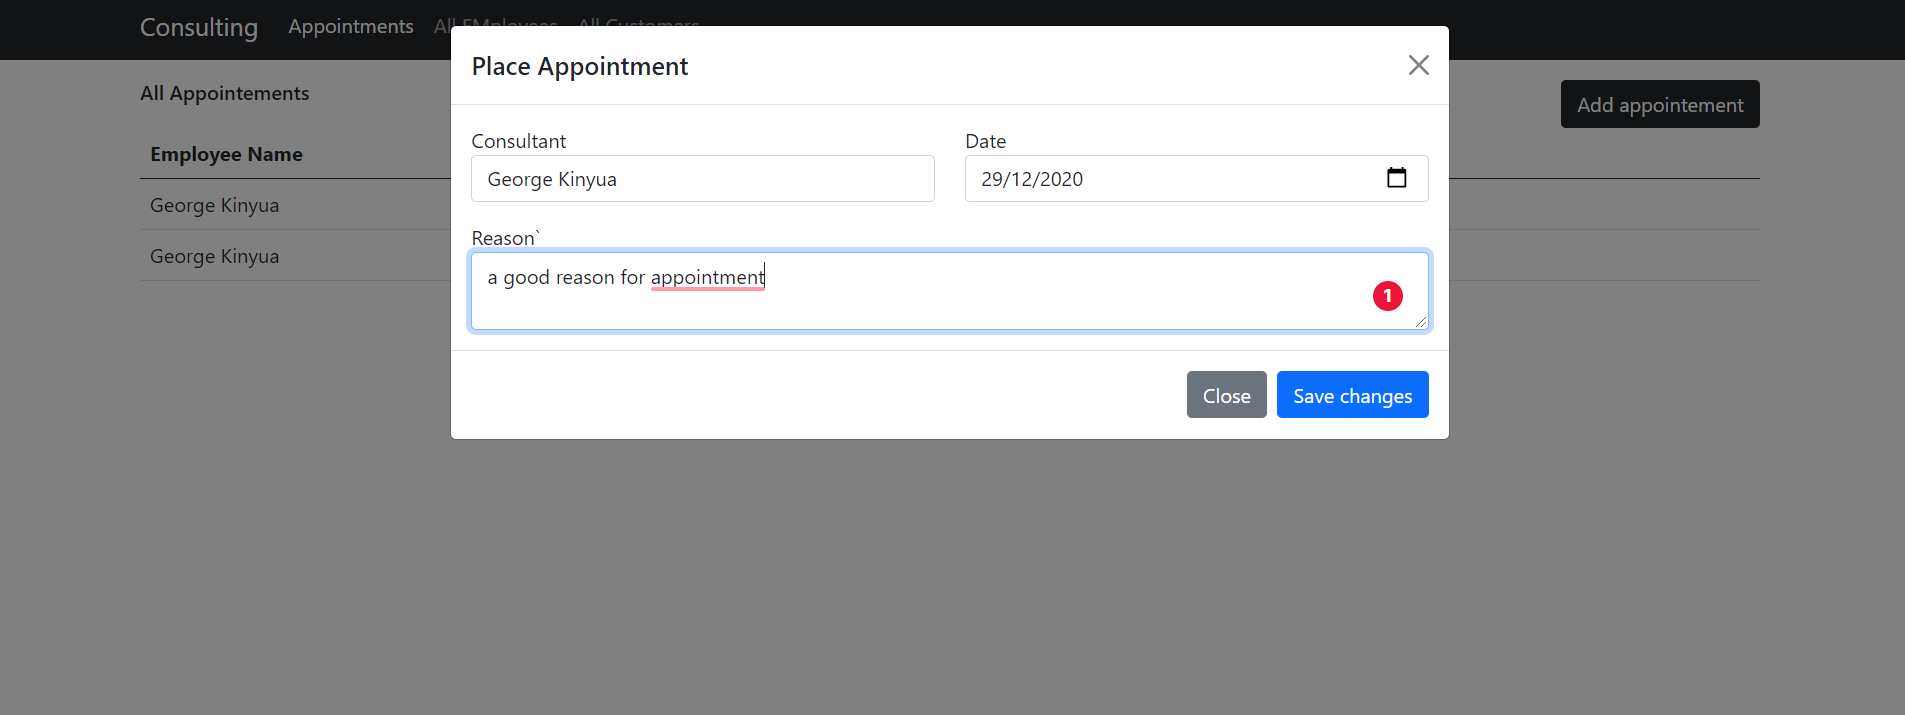 Consulting Appointments All EMployees All Customers
Place Appointment
All Appointements
Add appointement
Consultant Date
Employee Name
George Kinyua 29/12/2020
George Kinyua
Reason`
George Kinyua
a good reason for appointment
1
Close Save changes